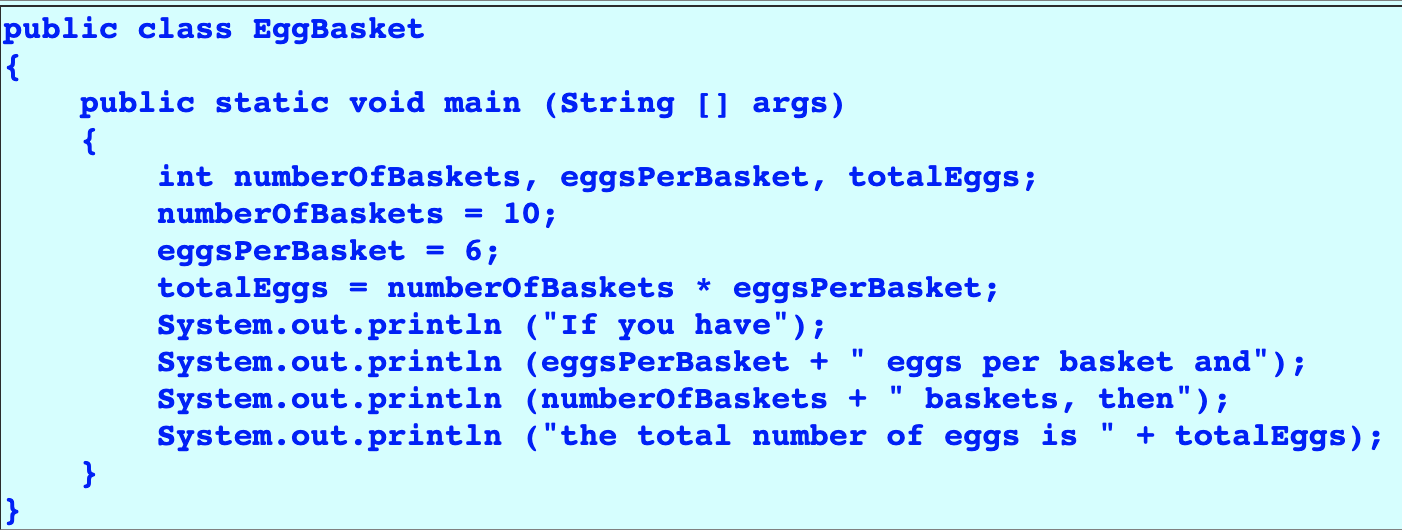 public class EggBasket
{
    public static void main (String [] args)
    {
        int numberOfBaskets, eggsPerBasket, totalEggs;
        numberOfBaskets = 10;
        eggsPerBasket = 6;
        totalEggs = numberOfBaskets * eggsPerBasket;
        System.out.println ("If you have");
        System.out.println (eggsPerBasket + " eggs per basket and");
        System.out.println (numberOfBaskets + " baskets, then");
        System.out.println ("the total number of eggs is " + totalEggs);
    }
}